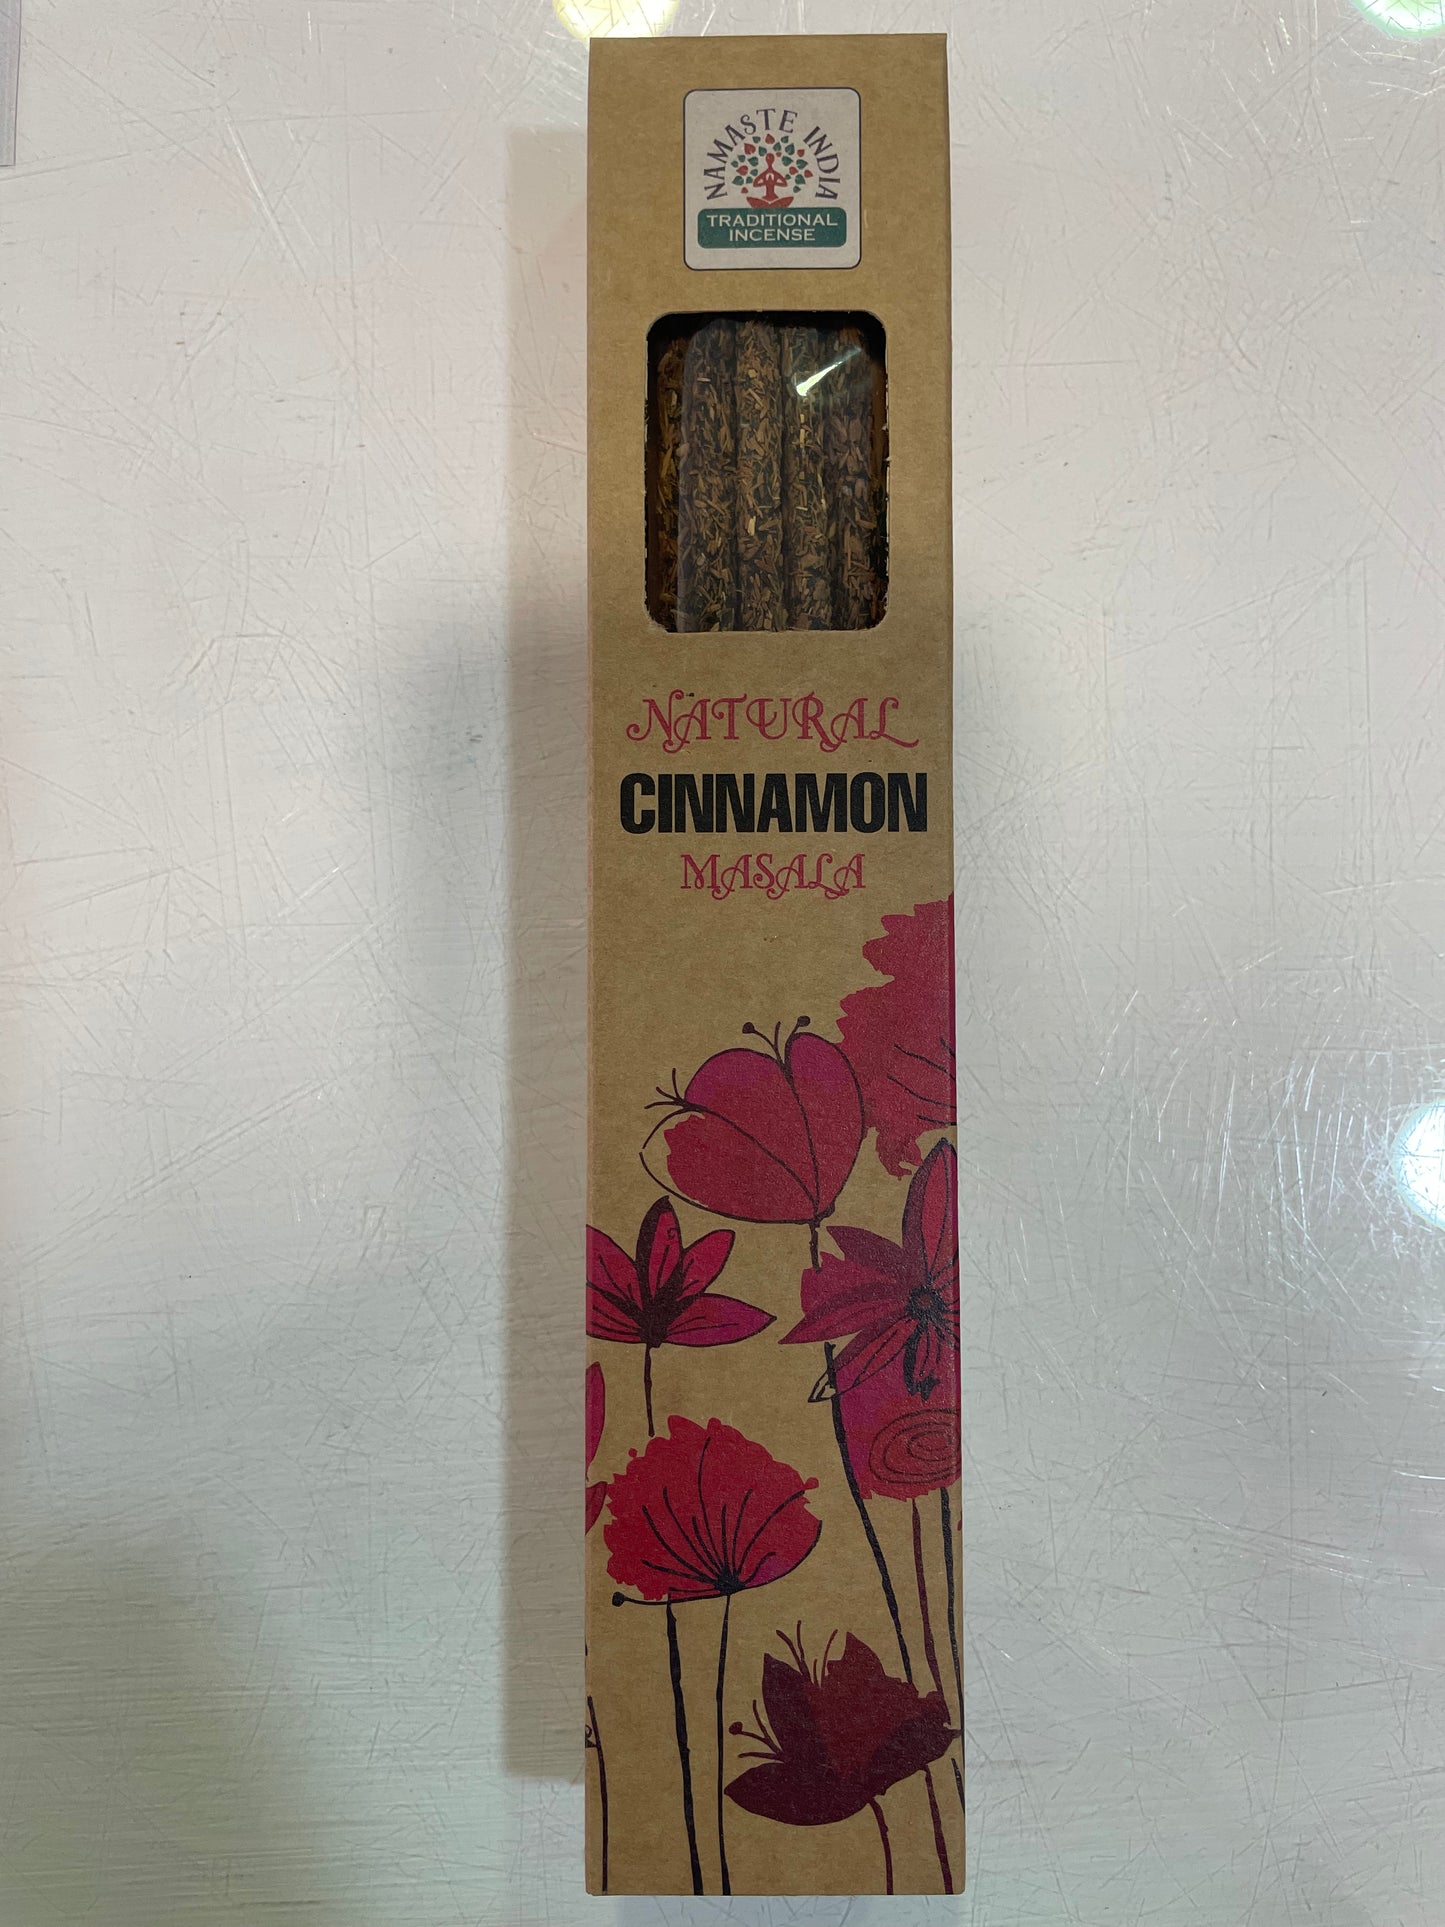 NAMASTE INDIA
TRADITIONAL
INCENSE
NATURAL
CINNAMON
MASALA